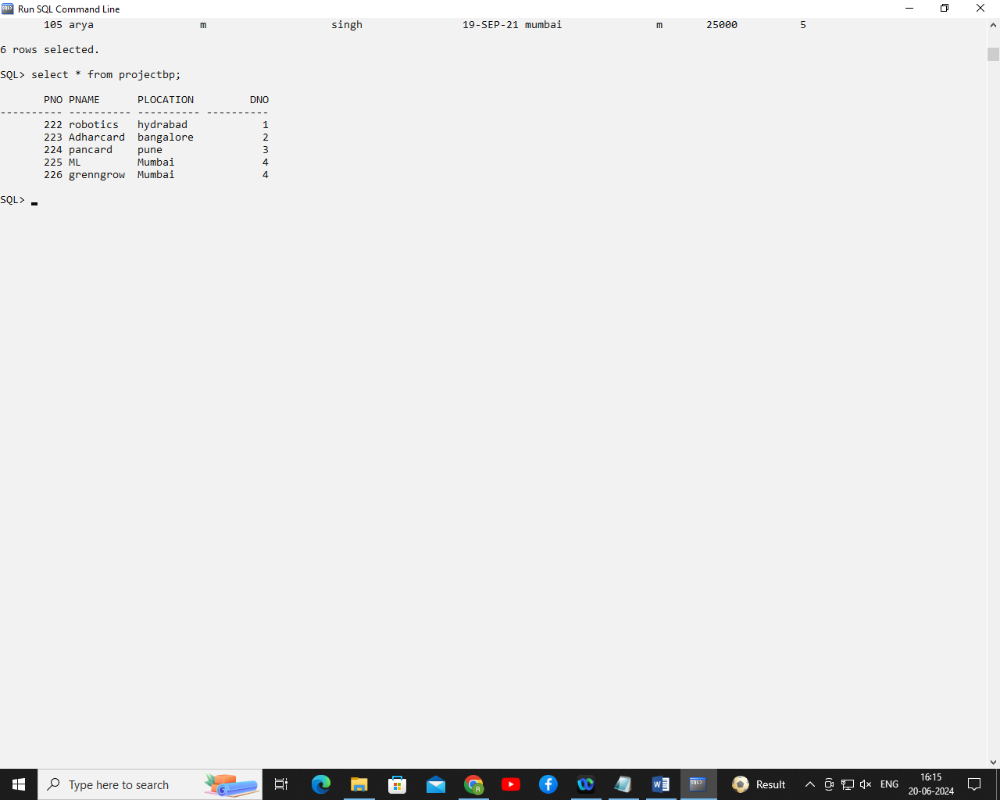 Run SQL Command Line
105 arya m singh 19-SEP-21 mumbai m 25000 5
6 rows selected.
SQL> select * from projectbp;
PNO PNAME PLOCATION DNO
---------- ---------- ---------- ----------
222 robotics hydrabad 1
223 Adharcard bangalore 2
224 pancard pune 3
225 ML Mumbai 4
226 grenngrow Mumbai 4
SQL>
Type here to search
Result
ENG
16:15
20-06-2024